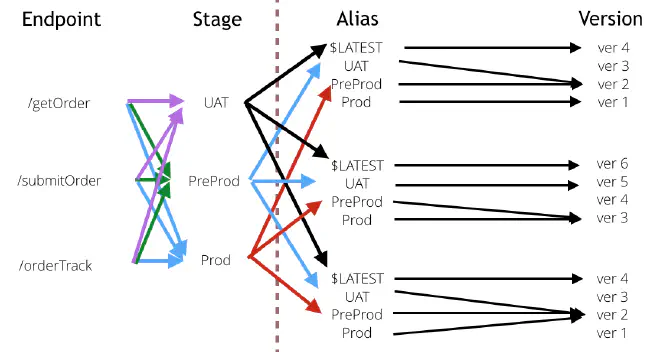 Endpoint Stage Alias Version
$LATEST ver 4
UAT ver 3
PreProd ver 2
/getOrder UAT Prod ver 1
$LATEST ver 6
/submitOrder PreProd UAT ver 5
PreProd ver 4
Prod ver 3
/orderTrack Prod
$LATEST ver 4
UAT ver 3
PreProd ver 2
Prod ver 1